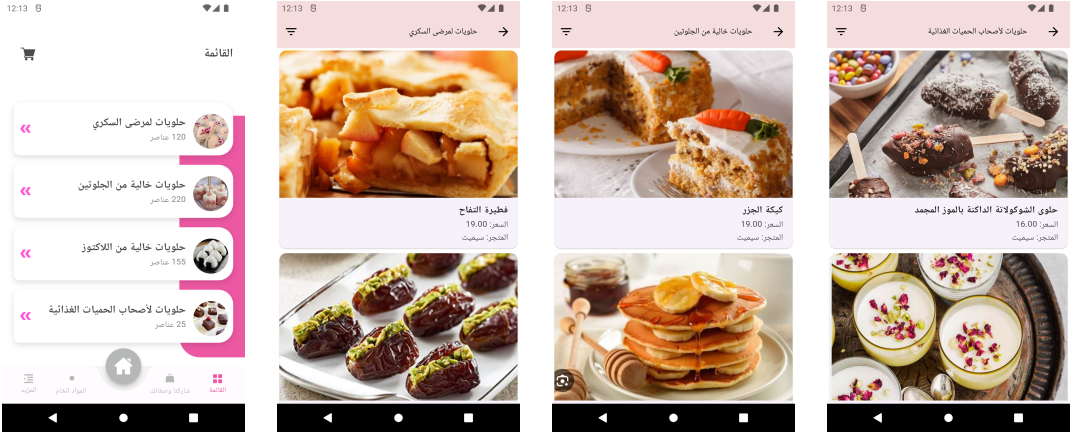 12:13
القائمة
حلويات لمرضى السكري
120 عناصر
حلويات خالية من الجلوتين
220 عناصر
حلويات خالية من اللاكتوز
155 عناصر
حلويات لأصحاب الحميات الغذائية
25 عناصر
القائمة
شاركنا وصفاتك
المواد الخام
المزيد
12:13
حلويات لمرضى السكري
فطيرة التفاح
السعر: 19.00
المتجر: سيميت
12:13
حلويات خالية من الجلوتين
كيكة الجزر
السعر: 19.00
المتجر: سيميت
12:13
حلويات لأصحاب الحميات الغذائية
حلوى الشوكولاتة الداكنة بالموز المجمد
السعر: 16.00
المتجر: سيميت